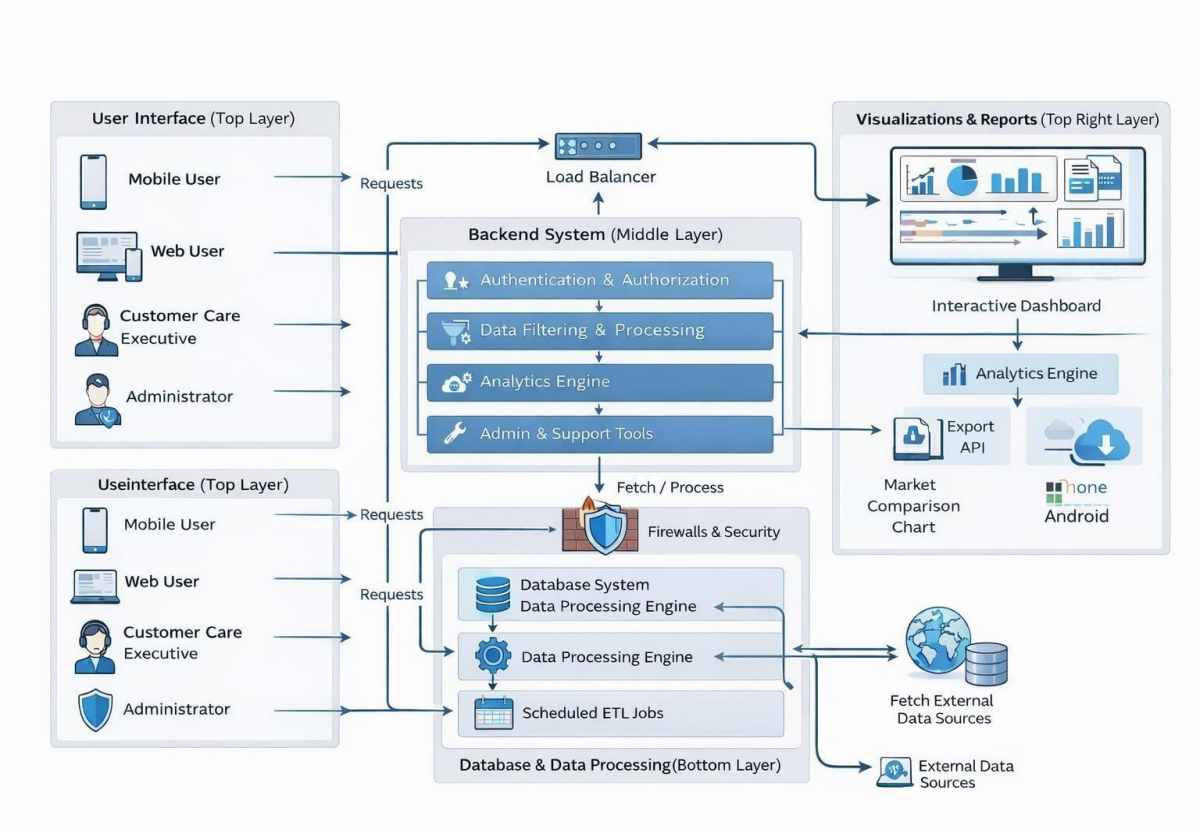 User Interface (Top Layer)
Mobile User
Web User
Customer Care
Executive
Administrator
Requests
Load Balancer
Backend System (Middle Layer)
Authentication & Authorization
Data Filtering & Processing
Analytics Engine
Admin & Support Tools
Fetch / Process
Visualizations & Reports (Top Right Layer)
Interactive Dashboard
Analytics Engine
Export
API
Market
Comparison
Chart
hone
Android
Useinterface (Top Layer)
Mobile User
Web User
Customer Care
Executive
Administrator
Requests
Requests
Firewalls & Security
Database System
Data Processing Engine
Data Processing Engine
Scheduled ETL Jobs
Database & Data Processing(Bottom Layer)
Fetch External
Data Sources
External Data
Sources